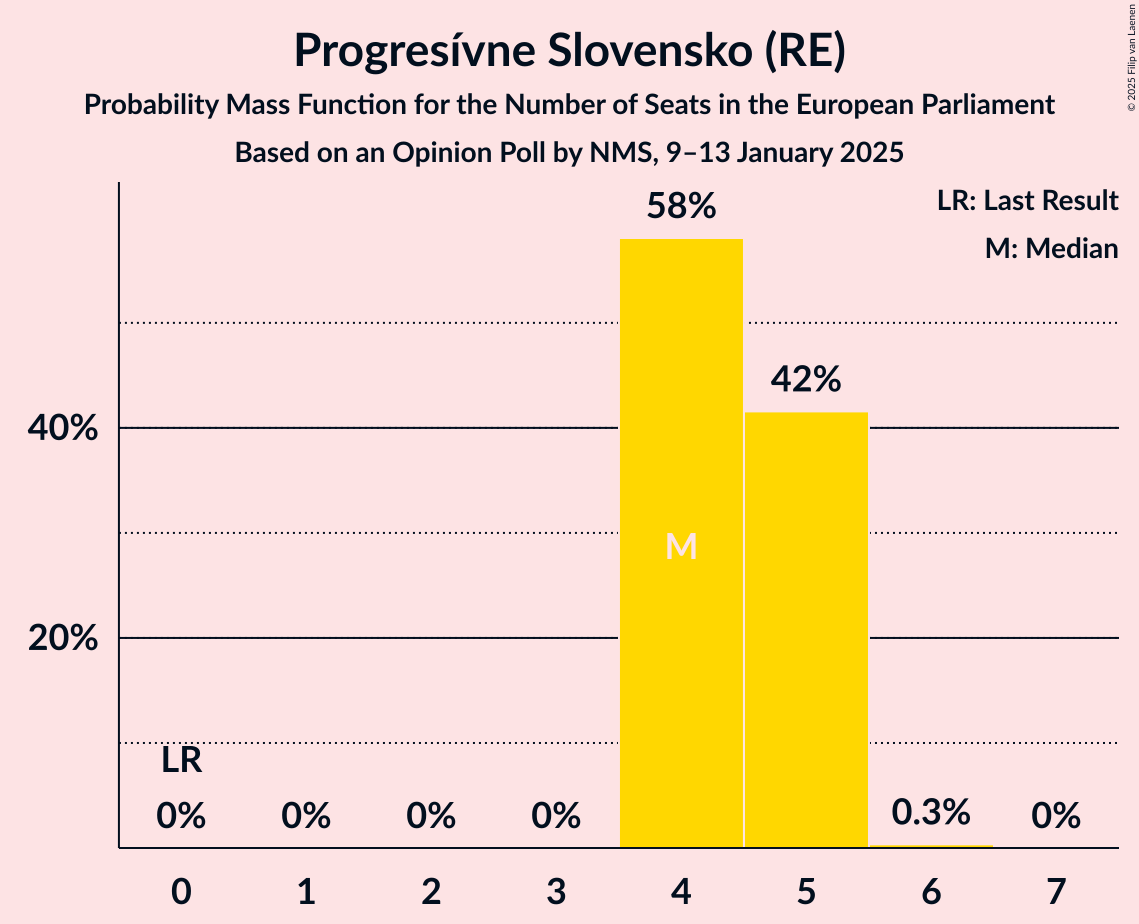 Progresívne Slovensko (RE)
Probability Mass Function for the Number of Seats in the European Parliament
Based on an Opinion Poll by NMS, 9–13 January 2025
© 2025 Filip van Laenen
LR: Last Result
M: Median
58%
42%
40%
M
20%
LR
0% 0% 0% 0% 0.3% 0%
0 1 2 3 4 5 6 7